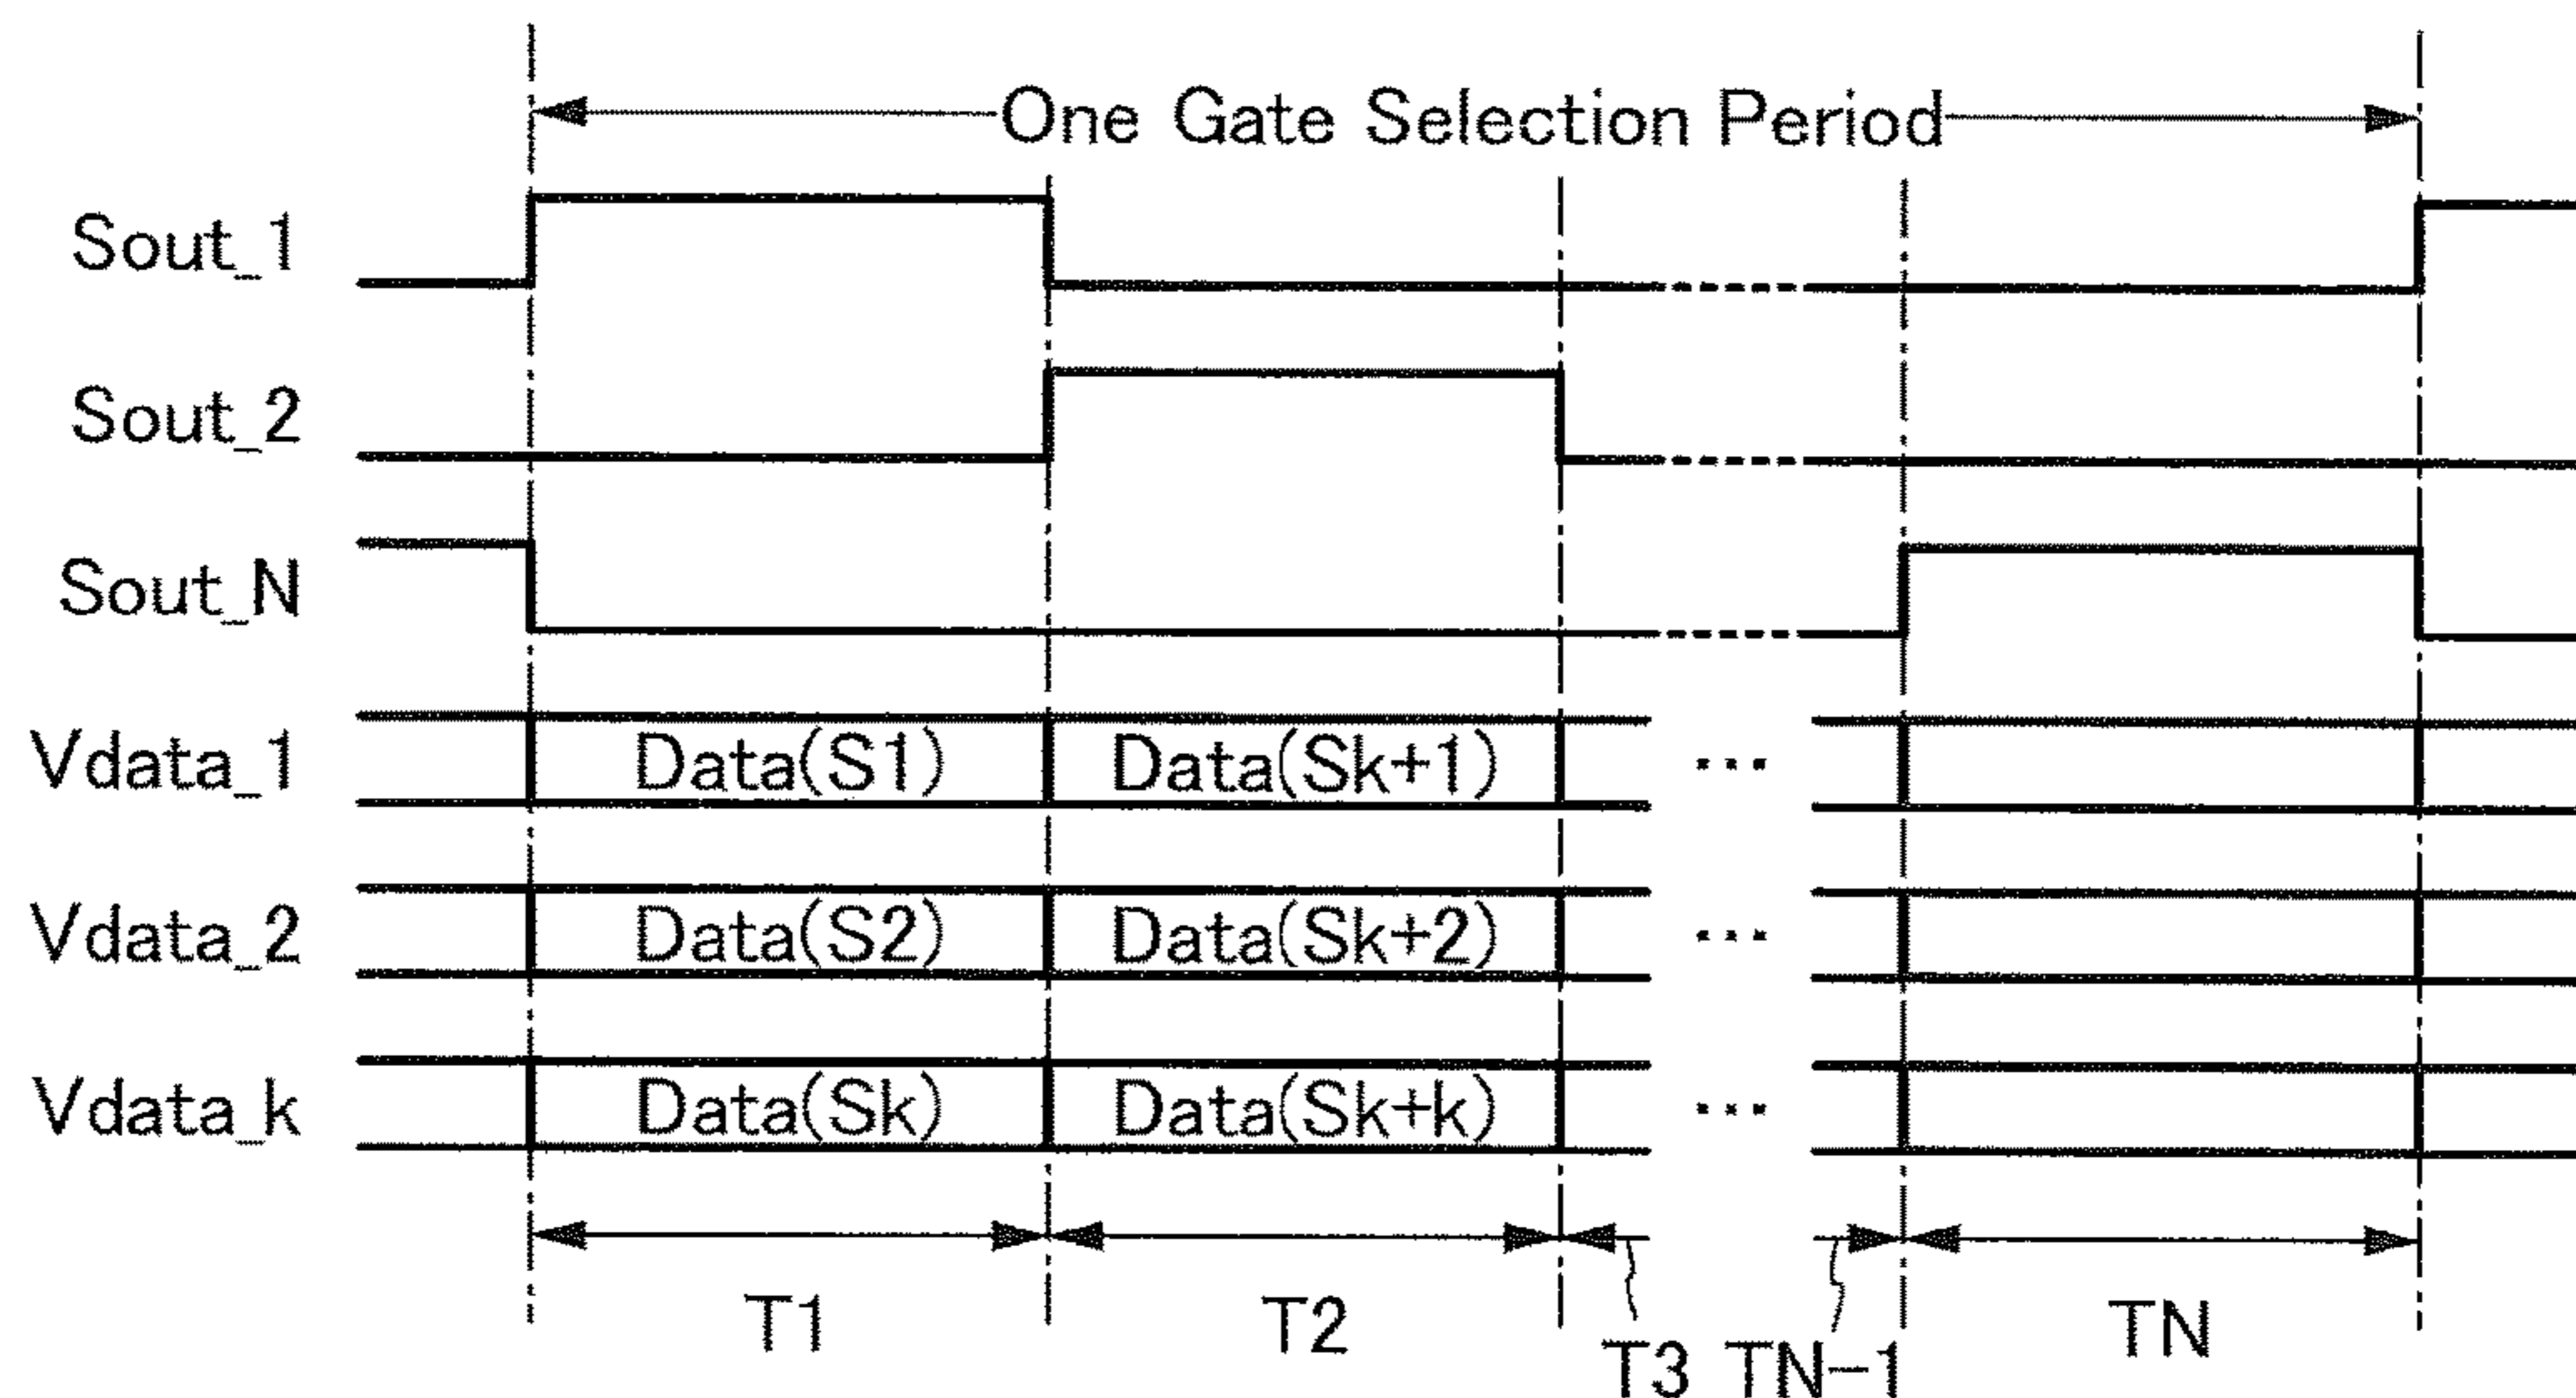 One Gate Selection Period
Sout_1
Sout_2
Sout_N
Vdata_1 Data(S1) Data(Sk+1) ...
Vdata_2 Data(S2) Data(Sk+2) ...
Vdata_k Data(Sk) Data(Sk+k) ...
T1 T2 T3 TN-1 TN